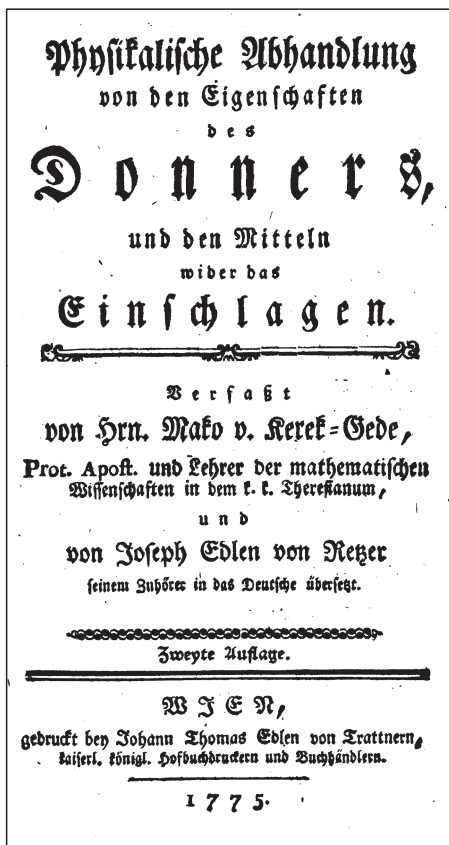 Physikalische Abhandlung
von den Eigenschaften
des
Donners,
und den Mitteln
wider das
Einschlagen.
Verfaßt
von Hrn. Mako v. Kerek-Gede,
Prot. Apost. und Lehrer der mathematischen
Wissenschaften in dem k. k. Theresianum,
und
von Joseph Edlen von Retzer
seinem Zuhörer in das Deutsche übersetzt.
Zweyte Auflage.
WIEN,
gedruckt bey Johann Thomas Edlen von Trattnern,
kaiserl. königl. Hofbuchdruckern und Buchhändlern.
1775.